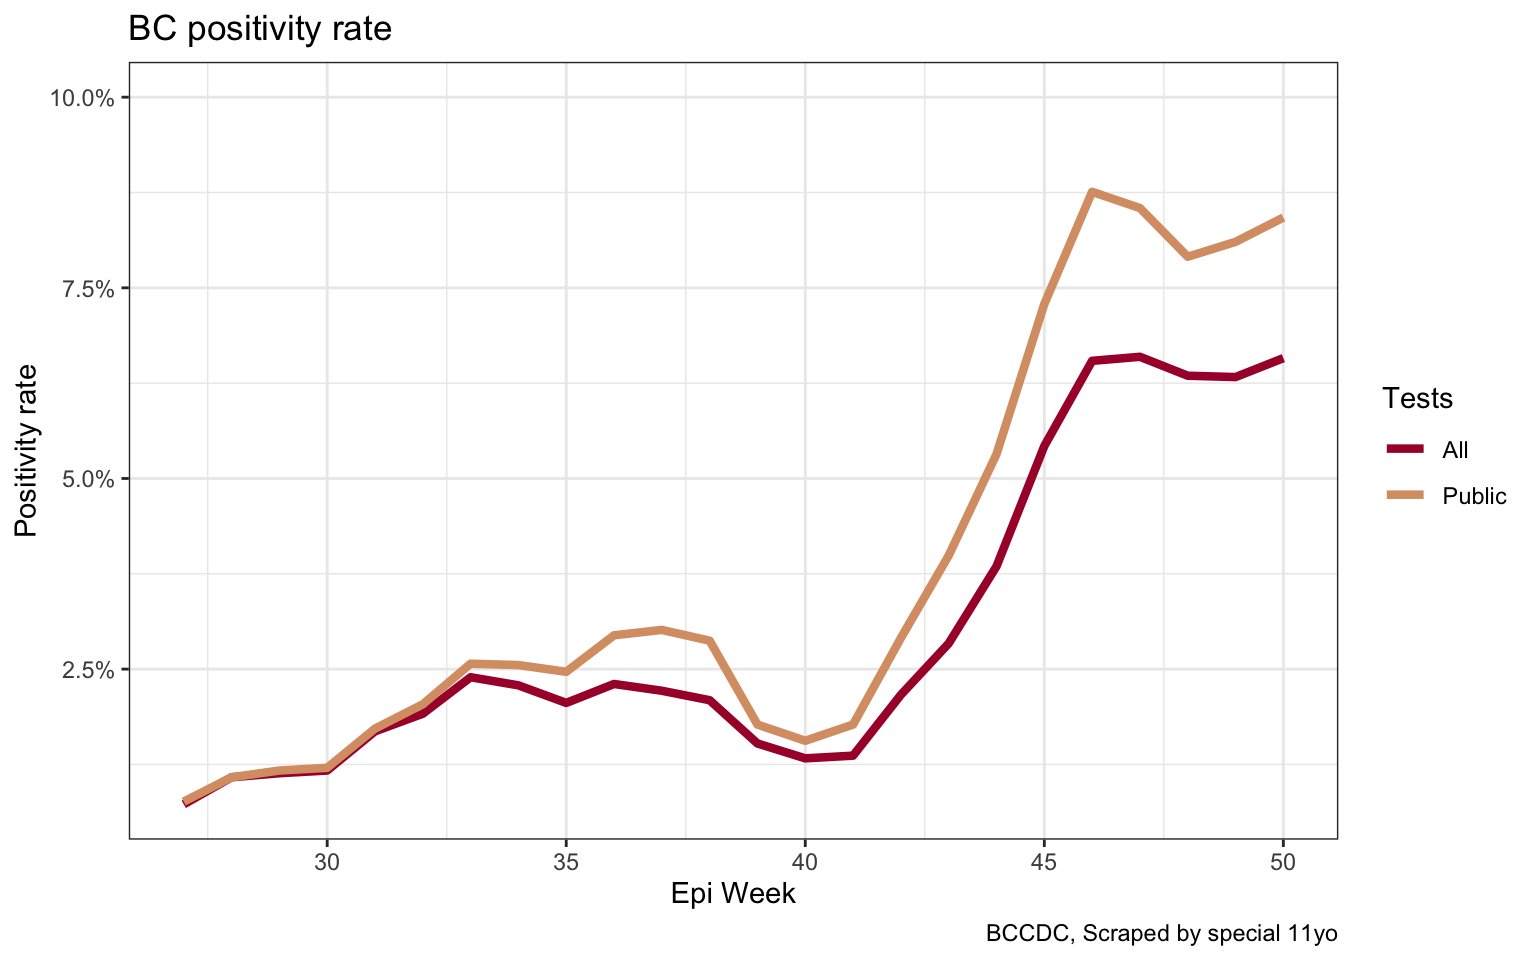 BC positivity rate
10.0%
7.5%
5.0%
2.5%
Positivity rate
30 35 40 45 50
Epi Week
Tests
All
Public
BCCDC, Scraped by special 11yo